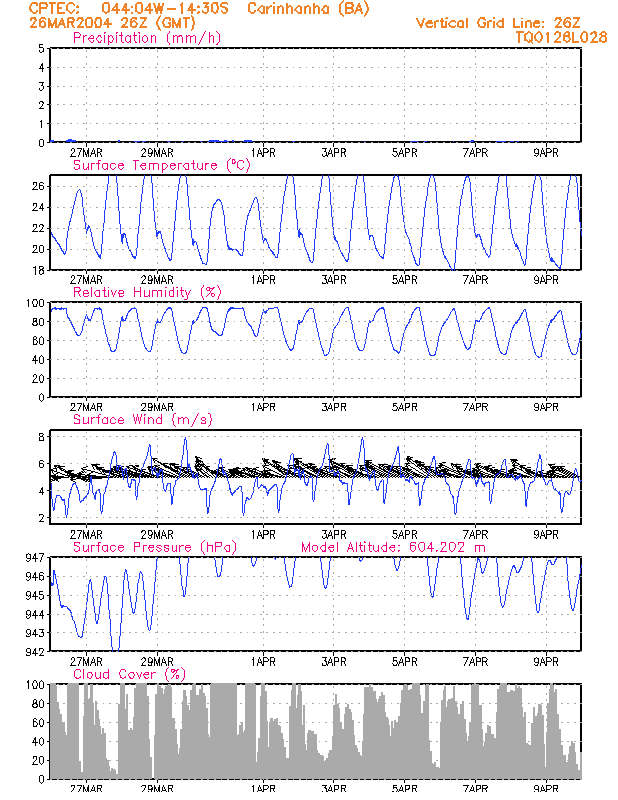 CPTEC: 044:04W-14:30S Carinhanha (BA)
26MAR2004 26Z (GMT) Vertical Grid Line: 26Z
Precipitation (mm/h) TQ0126L028
5
4
3
2
1
0
27MAR 29MAR 1APR 3APR 5APR 7APR 9APR
Surface Temperature (°C)
26
24
22
20
18
27MAR 29MAR 1APR 3APR 5APR 7APR 9APR
Relative Humidity (%)
100
80
60
40
20
0
27MAR 29MAR 1APR 3APR 5APR 7APR 9APR
Surface Wind (m/s)
8
6
4
2
27MAR 29MAR 1APR 3APR 5APR 7APR 9APR
Surface Pressure (hPa) Model Altitude: 604.202 m
947
946
945
944
943
942
27MAR 29MAR 1APR 3APR 5APR 7APR 9APR
Cloud Cover (%)
100
80
60
40
20
0
27MAR 29MAR 1APR 3APR 5APR 7APR 9APR